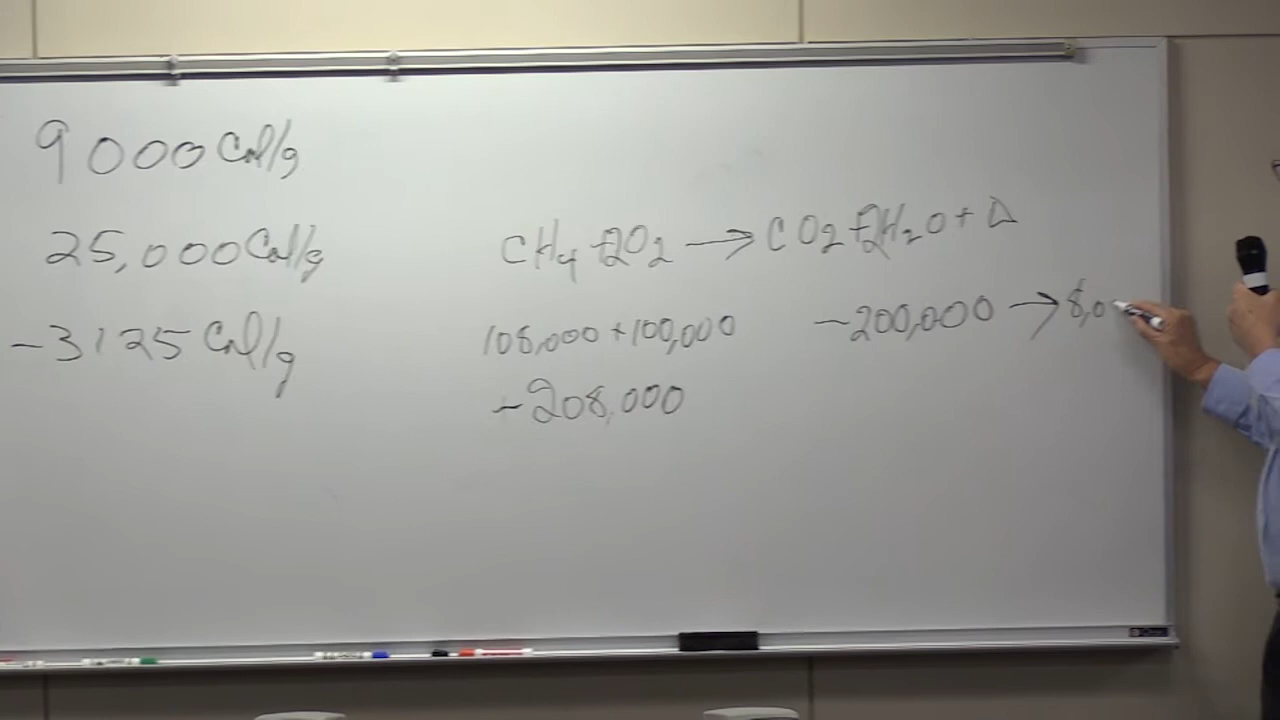 9000 Cal/g
25,000 Cal/g
-3125 Cal/g
CH4 + 2O2 → CO2 + 2H2O + Δ
108,000 + 100,000
-200,000 → 8,0
-208,000